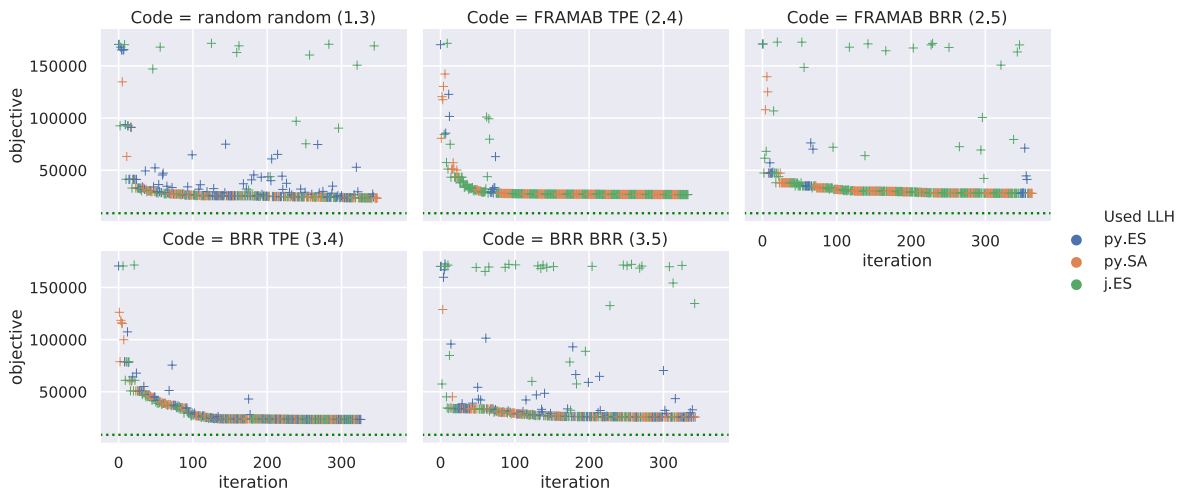 Code = random random (1.3)
Code = FRAMAB TPE (2.4)
Code = FRAMAB BRR (2.5)
150000
100000
50000
objective
0
100
200
300
iteration
Used LLH
py.ES
py.SA
j.ES
Code = BRR TPE (3.4)
Code = BRR BRR (3.5)
150000
100000
50000
objective
0
100
200
300
iteration
0
100
200
300
iteration